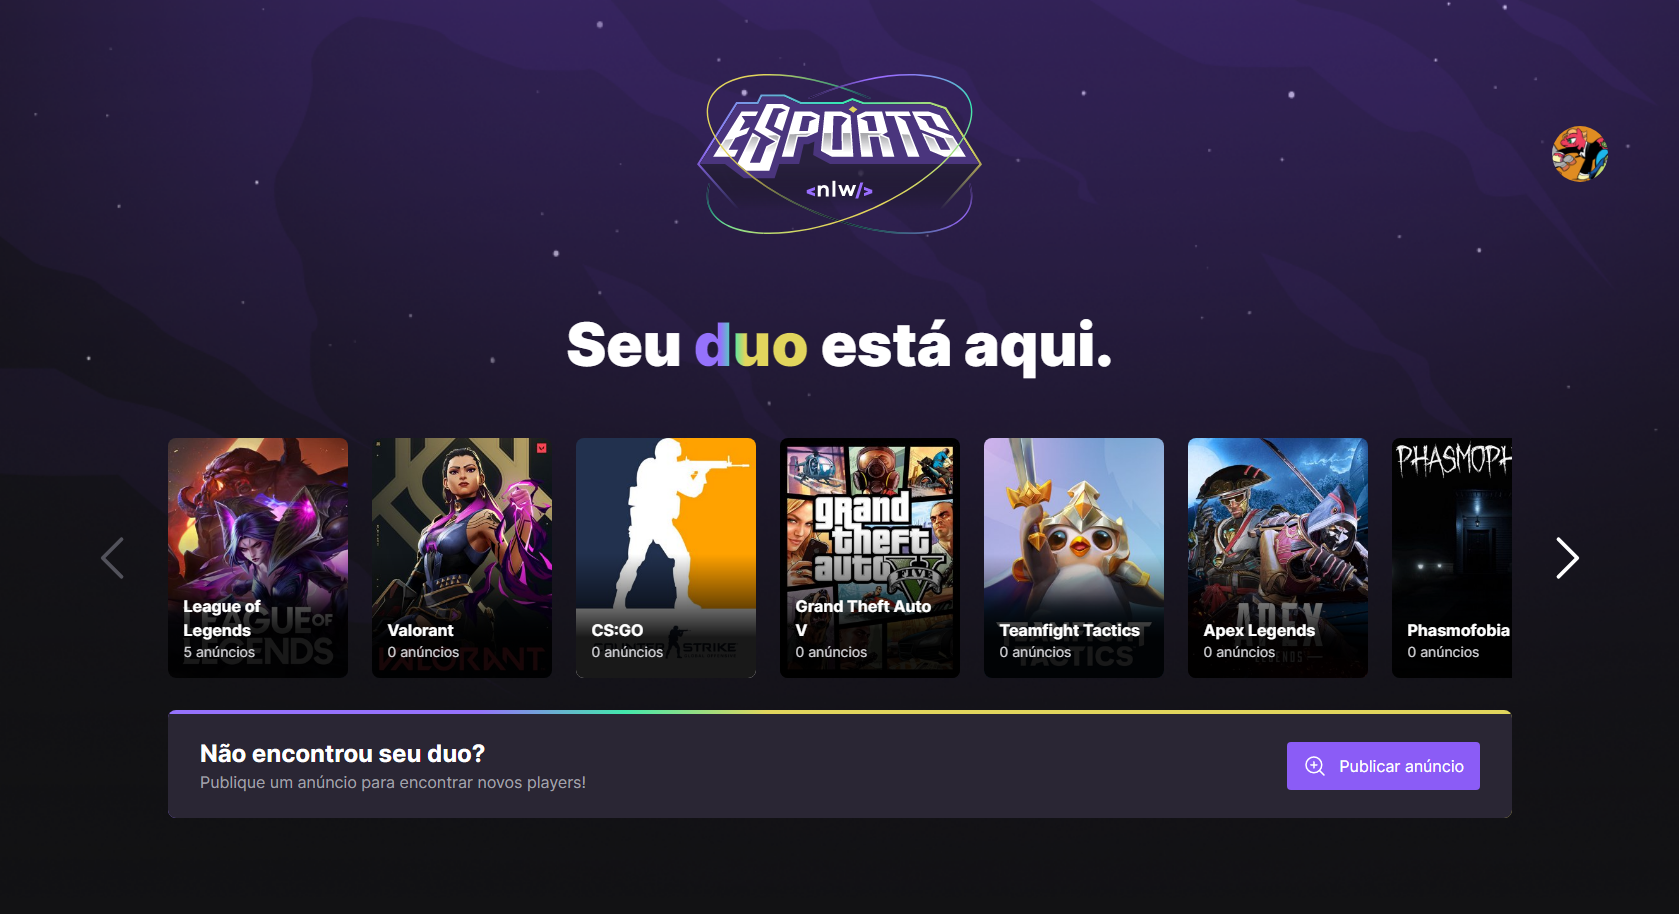 ESPORTS
<nlw/>
Seu duo está aqui.
League of
Legends
5 anúncios
LEAGUE OF
LEGENDS
Valorant
0 anúncios
VALORANT
CS:GO
0 anúncios
STRIKE
grand
theft
auto
V
FIVE
Grand Theft Auto
V
0 anúncios
Teamfight Tactics
0 anúncios
TEAMFIGHT
TACTICS
Apex Legends
0 anúncios
APEX
LEGENDS
PHASMOPH
Phasmofobia
0 anúncios
Não encontrou seu duo?
Publique um anúncio para encontrar novos players!
Publicar anúncio